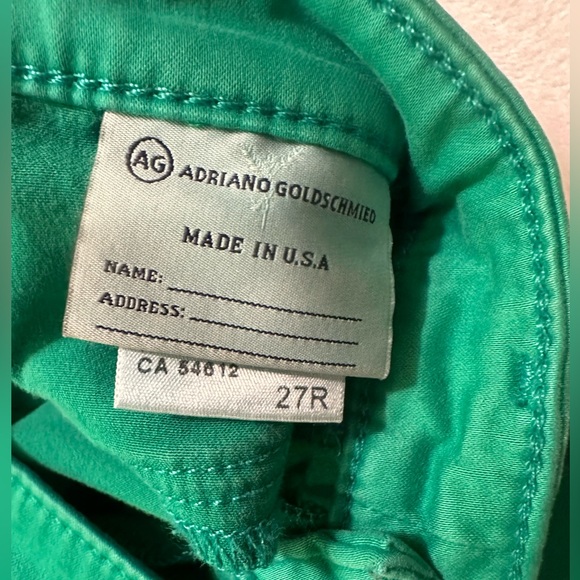 AG ADRIANO GOLDSCHMIED
MADE IN U.S.A
NAME:
ADDRESS:
CA 54612
27R